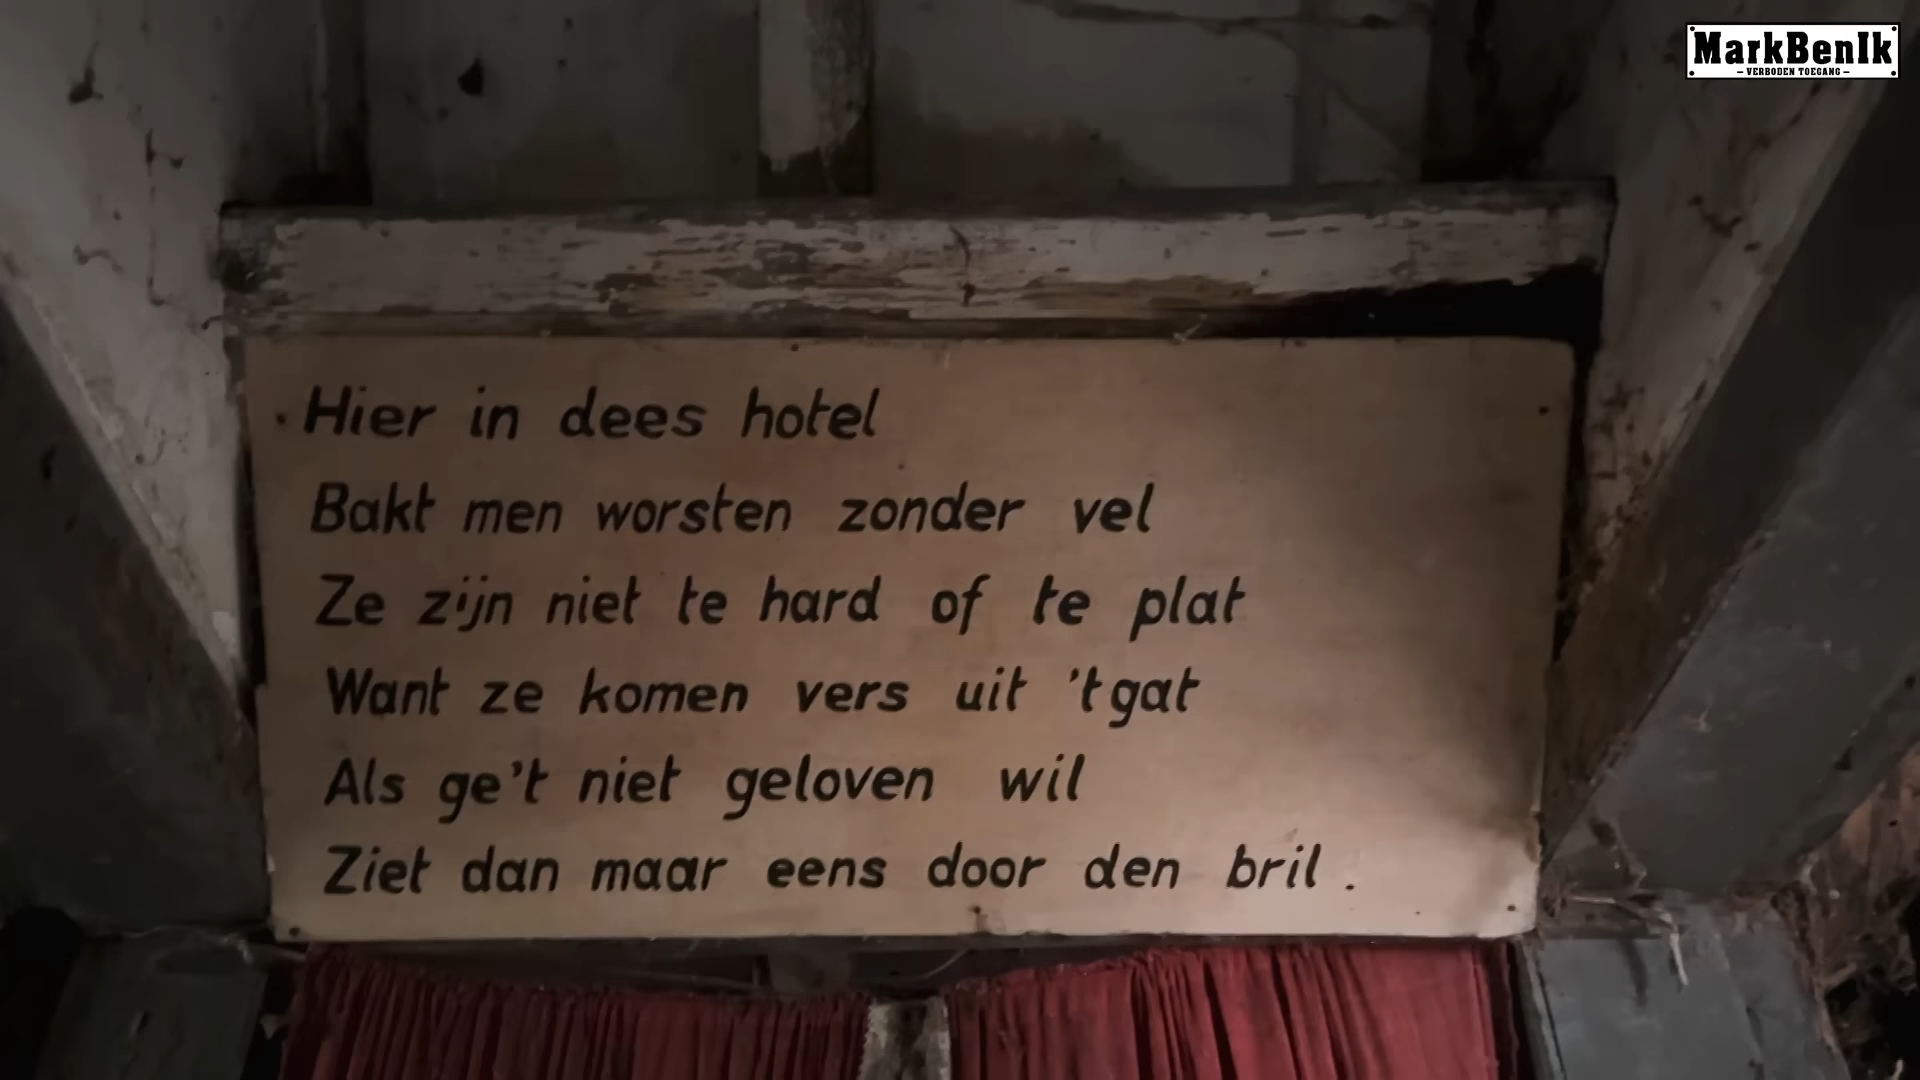 MarkBenIk
- VERBODEN TOEGANG -
Hier in dees hotel
Bakt men worsten zonder vel
Ze zijn niet te hard of te plat
Want ze komen vers uit 't gat
Als ge't niet geloven wil
Ziet dan maar eens door den bril.